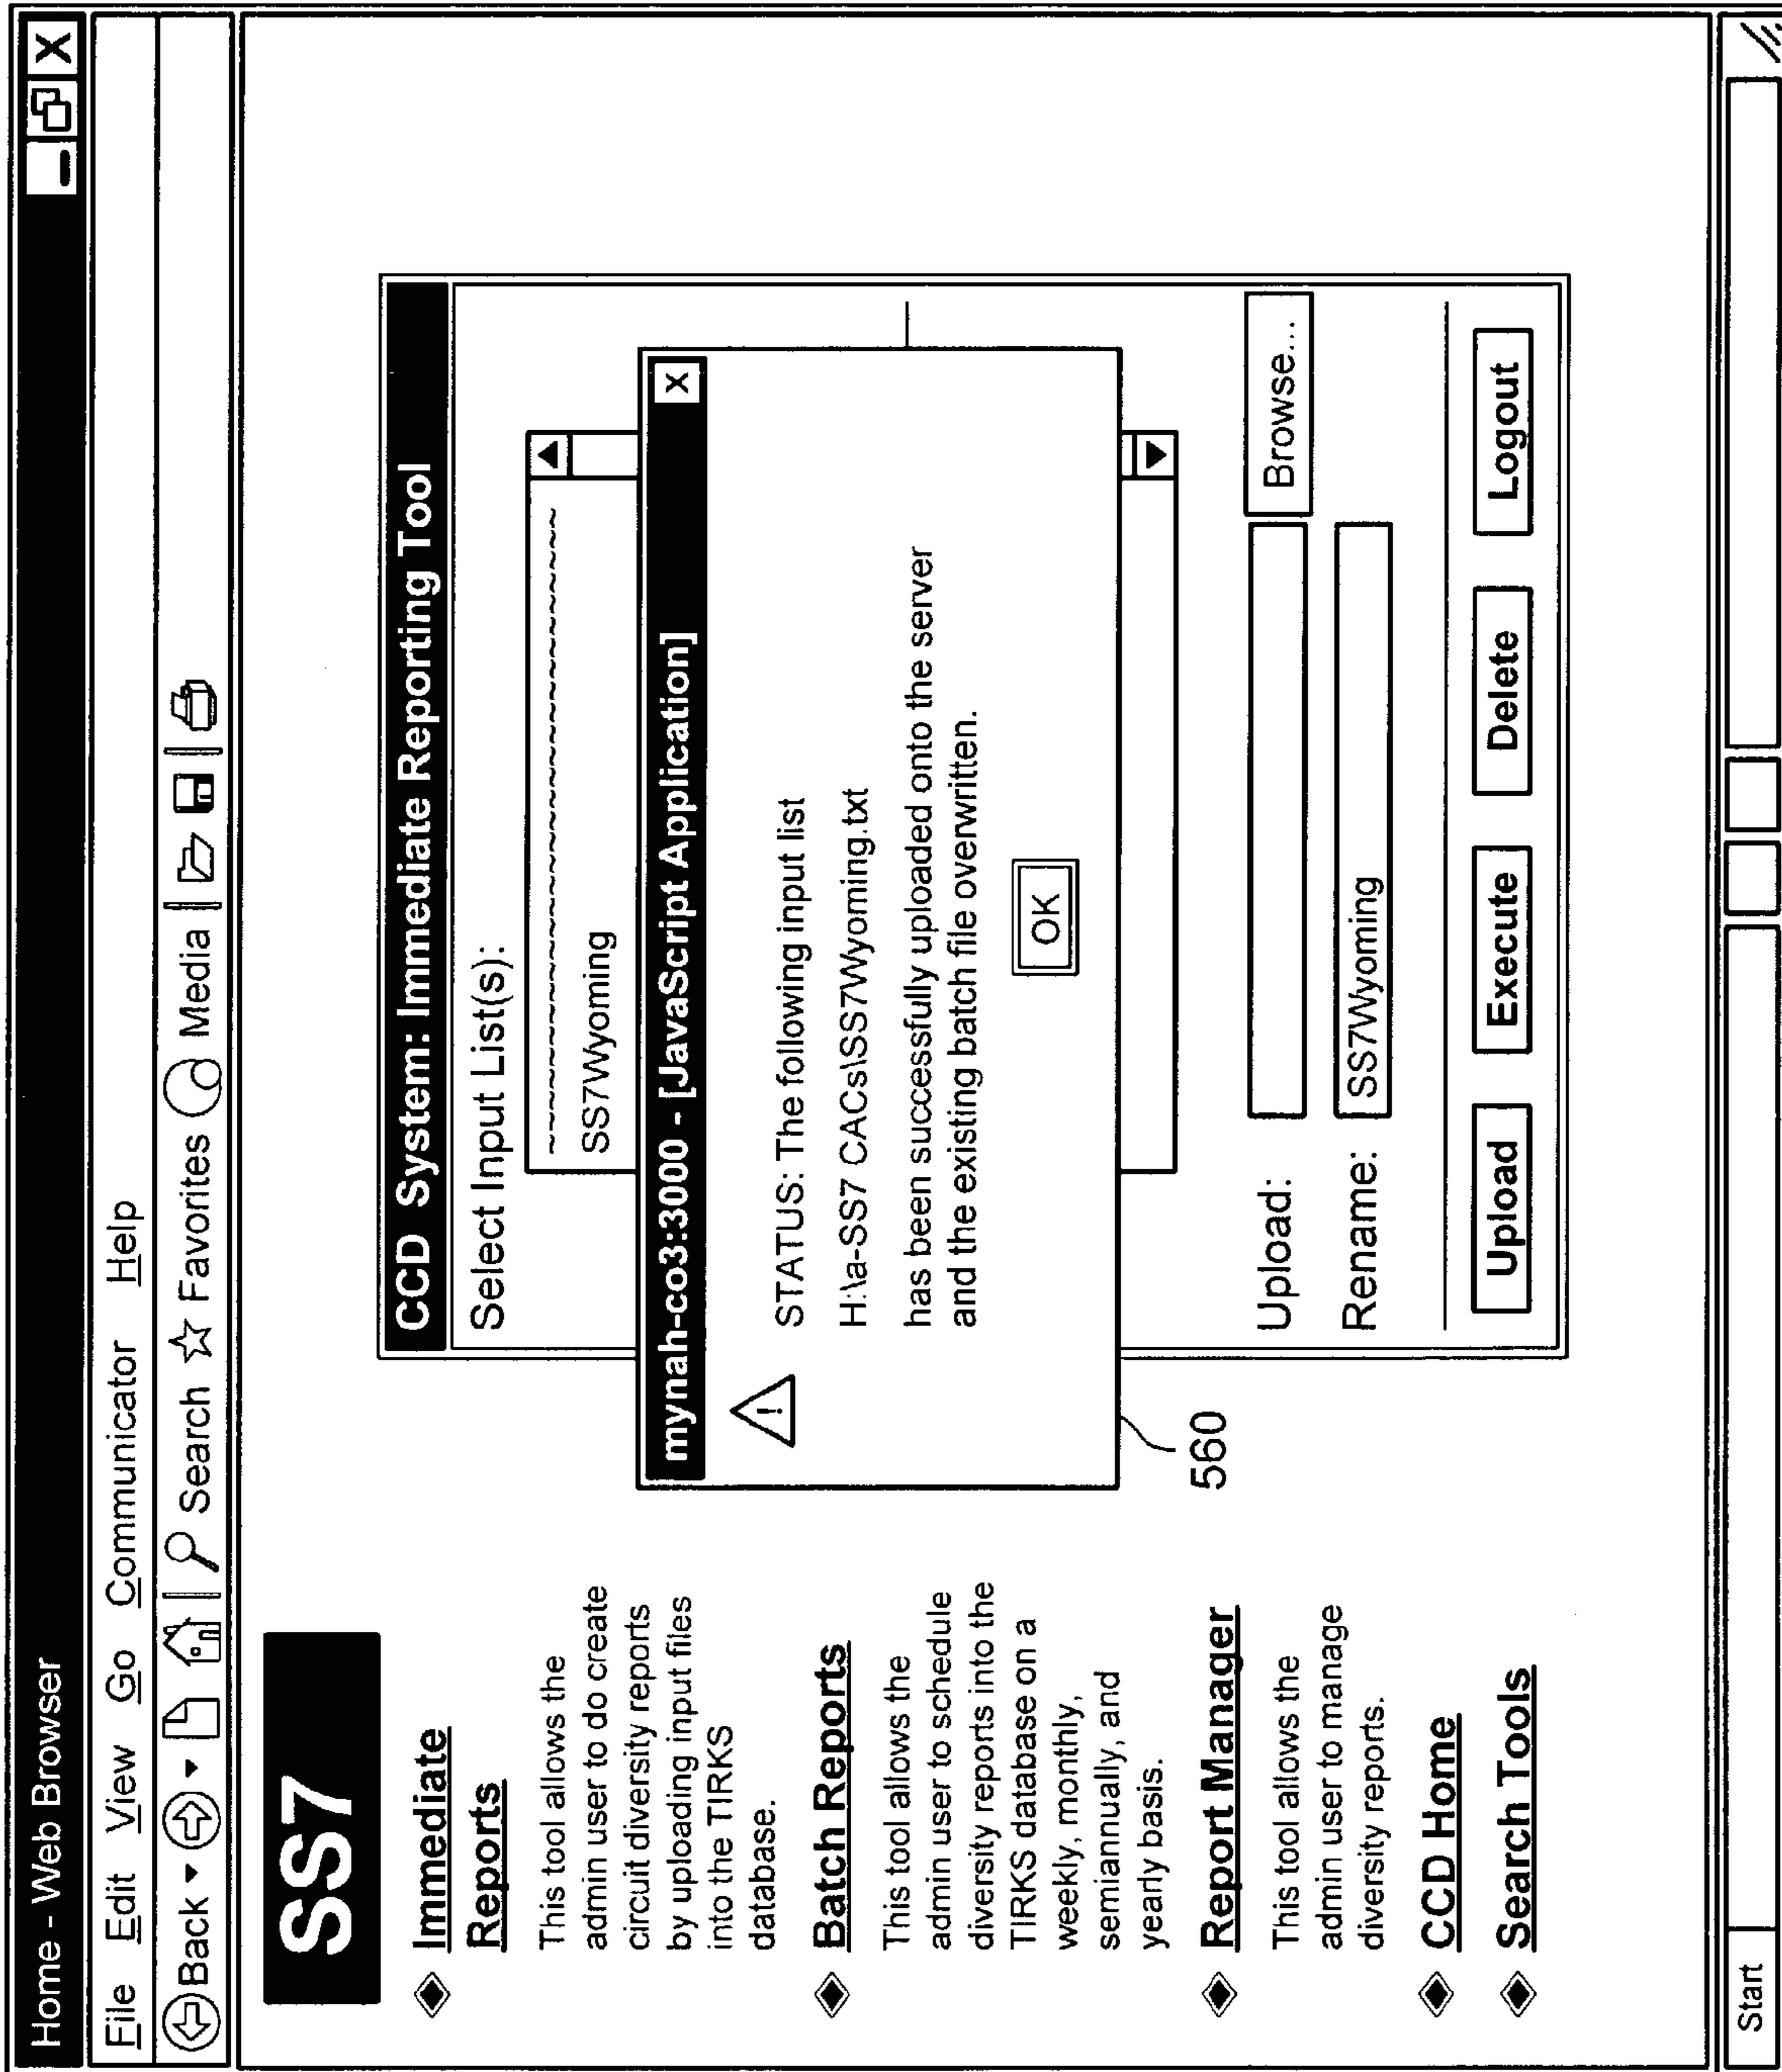 Home - Web Browser
File Edit View Go Communicator Help
Back Search Favorites Media
SS7
Immediate
Reports
This tool allows the
admin user to do create
circuit diversity reports
by uploading input files
into the TIRKS
database.
Batch Reports
This tool allows the
admin user to schedule
diversity reports into the
TIRKS database on a
weekly, monthly,
semiannually, and
yearly basis.
Report Manager
This tool allows the
admin user to manage
diversity reports.
CCD Home
Search Tools
CCD System: Immediate Reporting Tool
Select Input List(s):
SS7Wyoming
mynah-co3:3000 - [JavaScript Application]
X
STATUS: The following input list
H:\a-SS7 CACs\SS7Wyoming.txt
has been successfully uploaded onto the server
and the existing batch file overwritten.
OK
560
Upload:
Browse...
Rename: SS7Wyoming
Upload Execute Delete Logout
Start